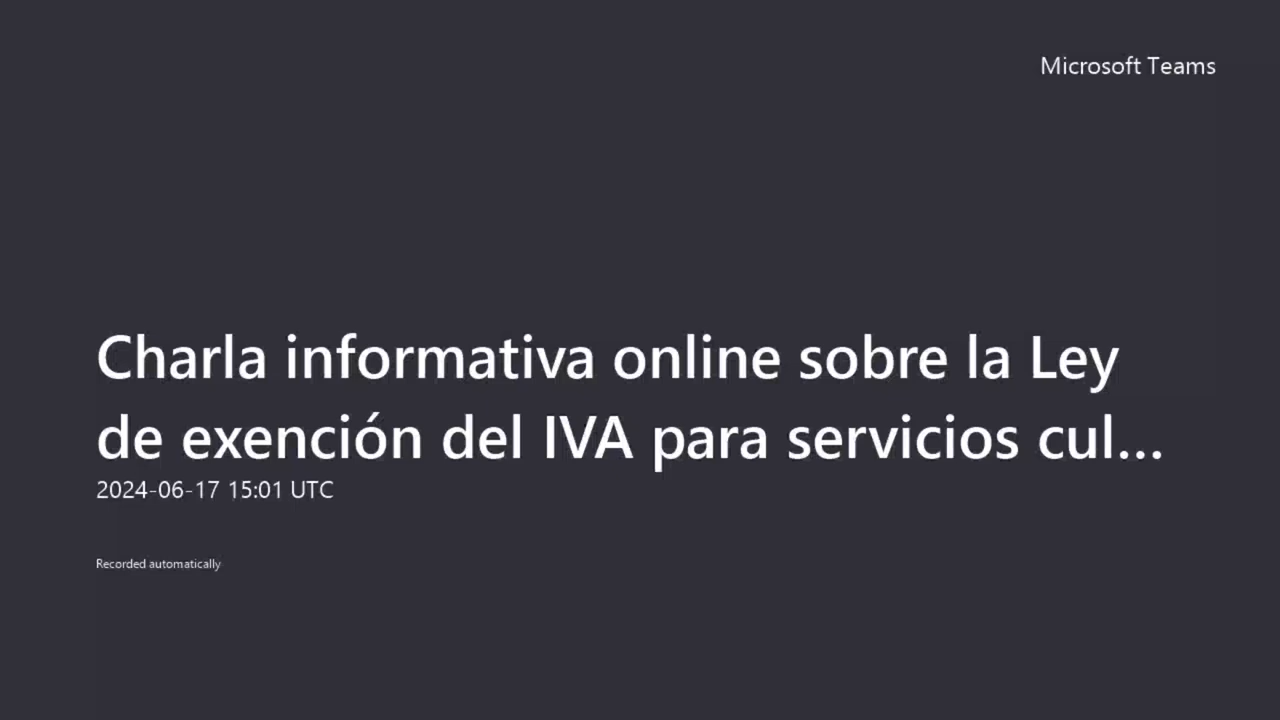 Microsoft Teams
Charla informativa online sobre la Ley
de exención del IVA para servicios cul...
2024-06-17 15:01 UTC
Recorded automatically